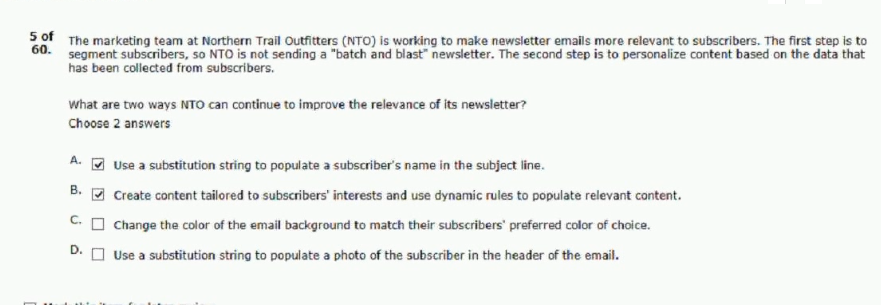 5 of
60.
The marketing team at Northern Trail Outfitters (NTO) is working to make newsletter emails more relevant to subscribers. The first step is to
segment subscribers, so NTO is not sending a "batch and blast" newsletter. The second step is to personalize content based on the data that
has been collected from subscribers.
What are two ways NTO can continue to improve the relevance of its newsletter?
Choose 2 answers
A. Use a substitution string to populate a subscriber's name in the subject line.
B. Create content tailored to subscribers' interests and use dynamic rules to populate relevant content.
C. Change the color of the email background to match their subscribers' preferred color of choice.
D. Use a substitution string to populate a photo of the subscriber in the header of the email.